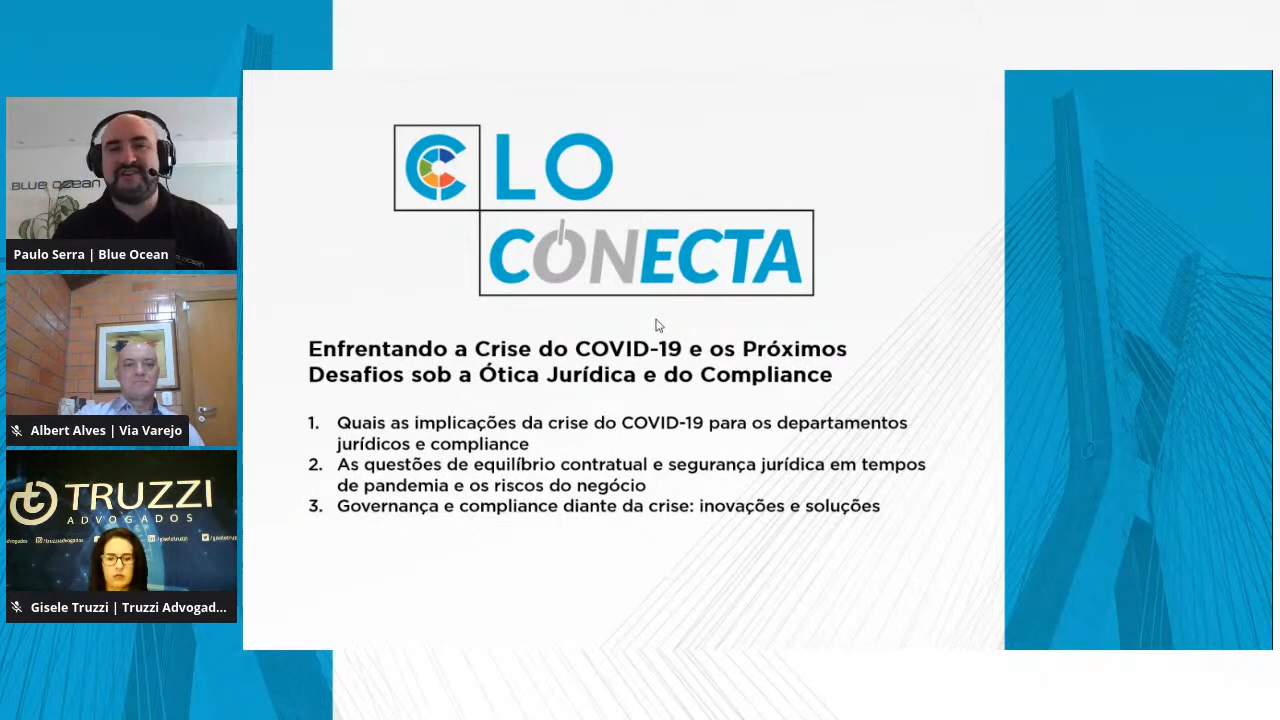 BLUE OCEAN
Paulo Serra | Blue Ocean
Albert Alves | Via Varejo
TRUZZI
ADVOGADOS
/truzziadvogados
/giseletruzzi
Gisele Truzzi | Truzzi Advogad...
CLO
CONECTA
Enfrentando a Crise do COVID-19 e os Próximos
Desafios sob a Ótica Jurídica e do Compliance
1. Quais as implicações da crise do COVID-19 para os departamentos
jurídicos e compliance
2. As questões de equilíbrio contratual e segurança jurídica em tempos
de pandemia e os riscos do negócio
3. Governança e compliance diante da crise: inovações e soluções